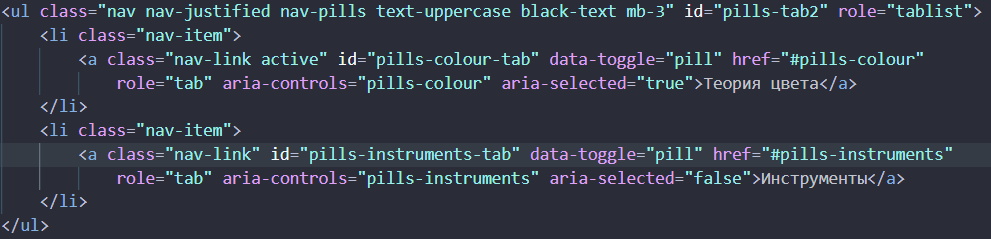 <ul class="nav nav-justified nav-pills text-uppercase black-text mb-3" id="pills-tab2" role="tablist">
<li class="nav-item">
<a class="nav-link active" id="pills-colour-tab" data-toggle="pill" href="#pills-colour"
role="tab" aria-controls="pills-colour" aria-selected="true">Теория цвета</a>
</li>
<li class="nav-item">
<a class="nav-link" id="pills-instruments-tab" data-toggle="pill" href="#pills-instruments"
role="tab" aria-controls="pills-instruments" aria-selected="false">Инструменты</a>
</li>
</ul>